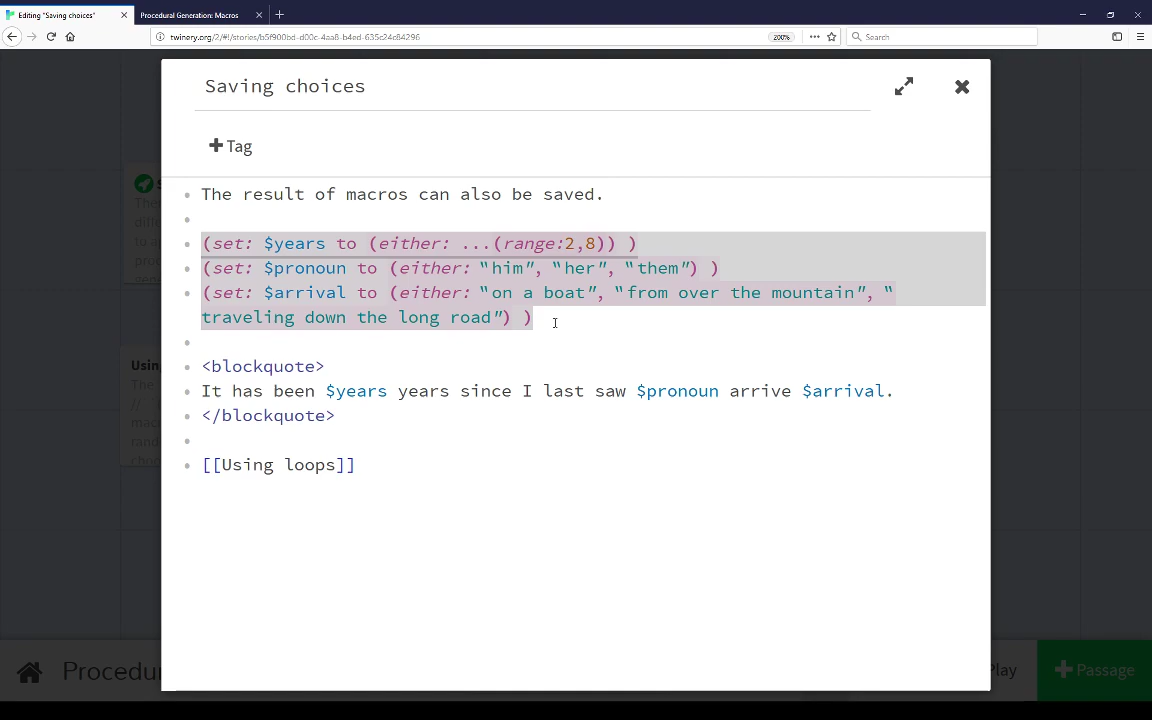 Editing "Saving choices"
Procedural Generation: Macros
twinery.org/2/#!/stories/b5f900bd-d00c-4aa8-b4ed-635c24c84296
200%
Search
Saving choices
Tag
The result of macros can also be saved.
(set: $years to (either: ...(range:2,8)) )
(set: $pronoun to (either: "him", "her", "them") )
(set: $arrival to (either: "on a boat", "from over the mountain", "
traveling down the long road") )
<blockquote>
It has been $years years since I last saw $pronoun arrive $arrival.
</blockquote>
[[Using loops]]
Usin
Procedur
Play
Passage